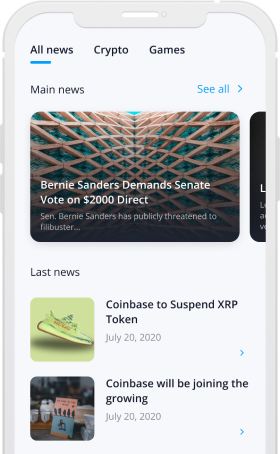 All news Crypto Games
Main news See all
Bernie Sanders Demands Senate
Vote on $2000 Direct
Sen. Bernie Sanders has publicly threatened to
filibuster...
L
Last news
Coinbase to Suspend XRP
Token
July 20, 2020
Coinbase will be joining the
growing
July 20, 2020